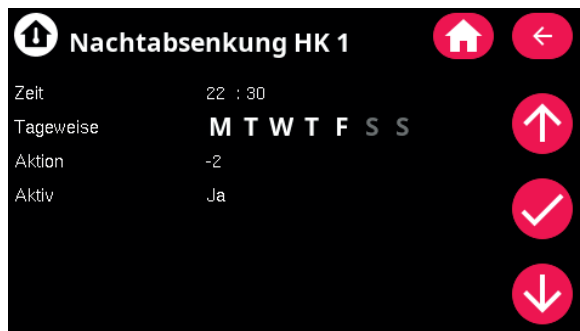 Nachtabsenkung HK 1
Zeit 22 : 30
Tageweise M T W T F S S
Aktion -2
Aktiv Ja